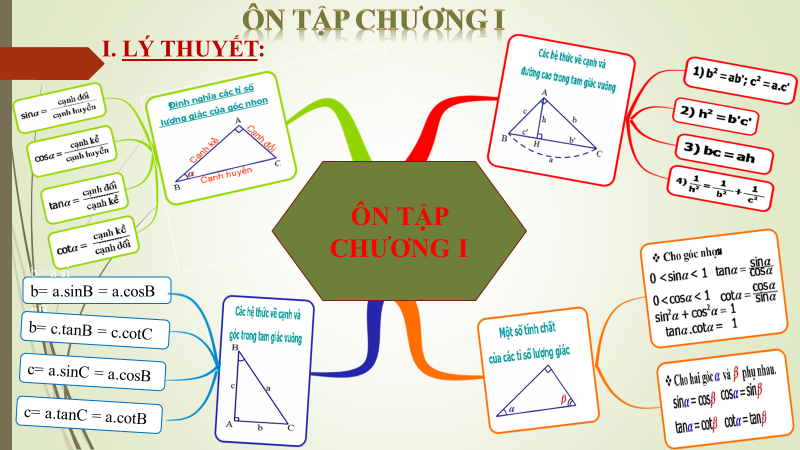 ÔN TẬP CHƯƠNG I
I. LÝ THUYẾT:
Định nghĩa các tỉ số
lượng giác của góc nhọn
A
Cạnh kề
Cạnh đối
α
B
C
Cạnh huyền
sinα = cạnh đối / cạnh huyền
cosα = cạnh kề / cạnh huyền
tanα = cạnh đối / cạnh kề
cotα = cạnh kề / cạnh đối
Các hệ thức về cạnh và
đường cao trong tam giác vuông
A
c
h
b
c'
b'
B
H
C
a
1) b² = ab'; c² = a.c'
2) h² = b'c'
3) bc = ah
4) 1/h² = 1/b² + 1/c²
ÔN TẬP
CHƯƠNG I
b= a.sinB = a.cosB
b= c.tanB = c.cotC
c= a.sinC = a.cosB
c= a.tanC = a.cotB
Các hệ thức về cạnh và
góc trong tam giác vuông
B
c
a
A
b
C
Một số tính chất
của các tỉ số lượng giác
α
β
❖ Cho góc nhọn α
0 < sinα < 1 tanα = sinα / cosα
0 < cosα < 1 cotα = cosα / sinα
sin²α + cos²α = 1
tanα.cotα = 1
❖ Cho hai góc α và β phụ nhau.
sinα = cosβ cosα = sinβ
tanα = cotβ cotα = tanβ